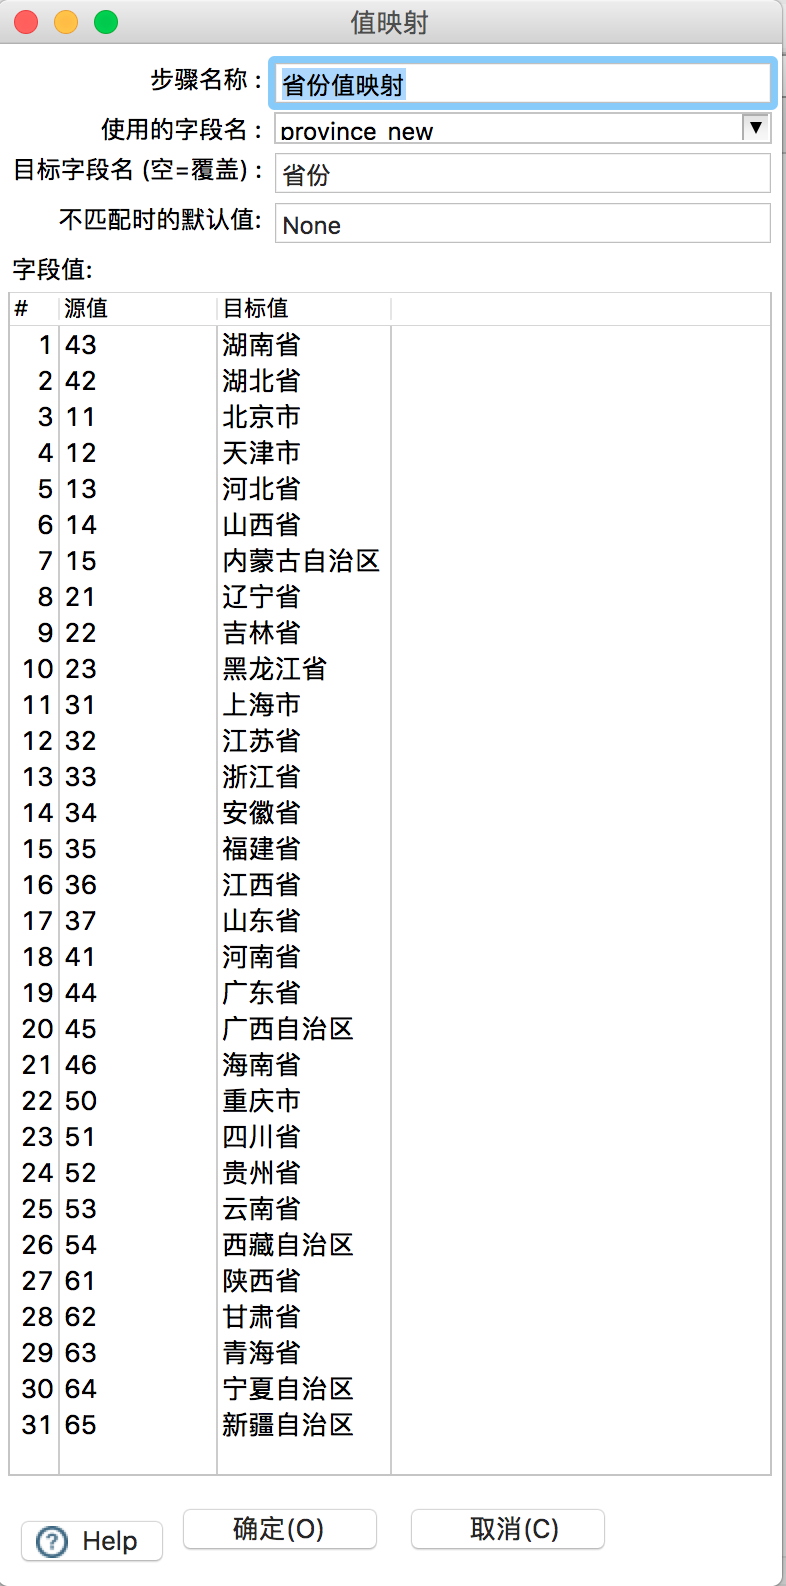 值映射
步骤名称 : 省份值映射
使用的字段名 : province_new
目标字段名 (空=覆盖) : 省份
不匹配时的默认值: None
字段值:
# 源值 目标值
1 43 湖南省
2 42 湖北省
3 11 北京市
4 12 天津市
5 13 河北省
6 14 山西省
7 15 内蒙古自治区
8 21 辽宁省
9 22 吉林省
10 23 黑龙江省
11 31 上海市
12 32 江苏省
13 33 浙江省
14 34 安徽省
15 35 福建省
16 36 江西省
17 37 山东省
18 41 河南省
19 44 广东省
20 45 广西自治区
21 46 海南省
22 50 重庆市
23 51 四川省
24 52 贵州省
25 53 云南省
26 54 西藏自治区
27 61 陕西省
28 62 甘肃省
29 63 青海省
30 64 宁夏自治区
31 65 新疆自治区
? Help 确定(O) 取消(C)